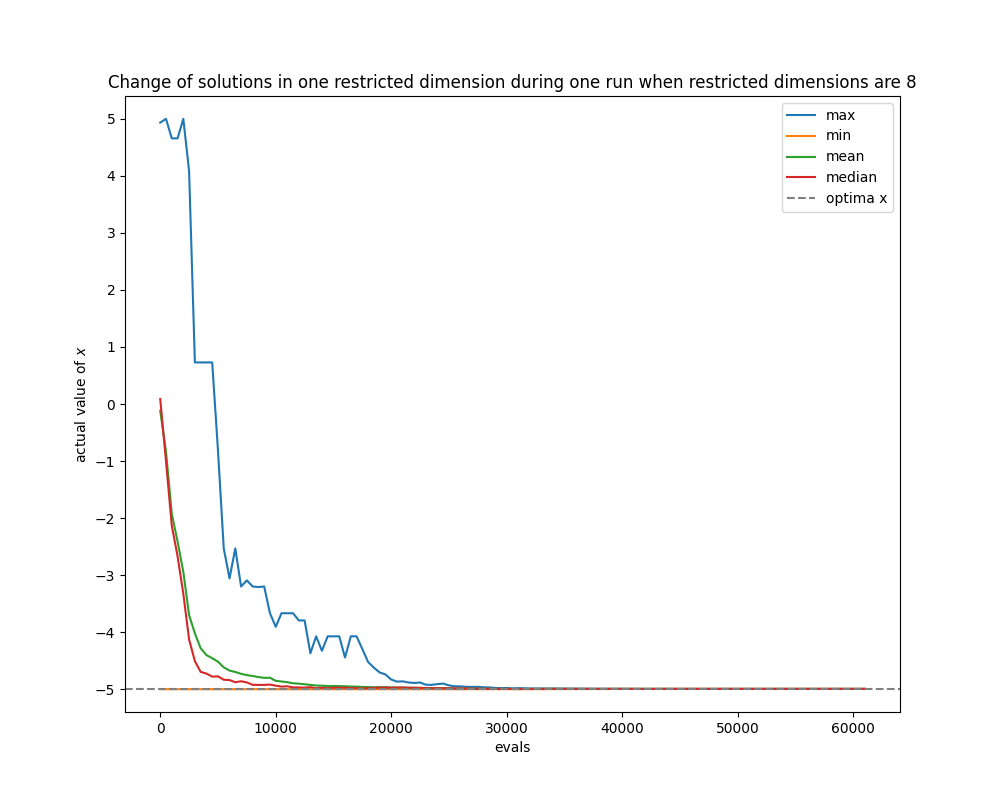 Change of solutions in one restricted dimension during one run when restricted dimensions are 8
max
min
mean
median
optima x
5
4
3
2
1
0
−1
−2
−3
−4
−5
actual value of x
0 10000 20000 30000 40000 50000 60000
evals